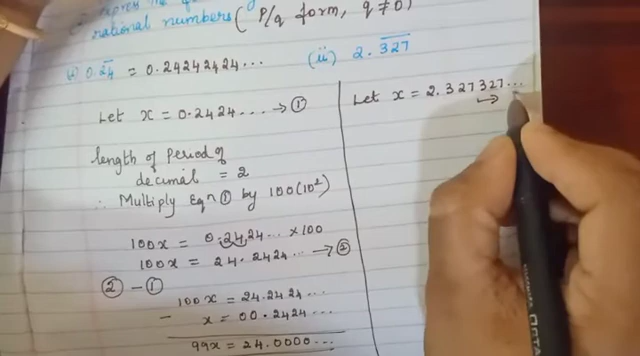 rational numbers (P/q form, q≠0)
(i) 0.2̅4̅ = 0.24242424...
Let x = 0.2424.... → ①
length of Period of
decimal = 2
∴ Multiply Eqn ① by 100(10²)
100x = 0.2424... × 100
100x = 24.2424... → ②
② – ①
100x = 24.2424...
– x = 00.2424...
99x = 24.0000...
(ii) 2.3̅2̅7̅
Let x = 2.327327...